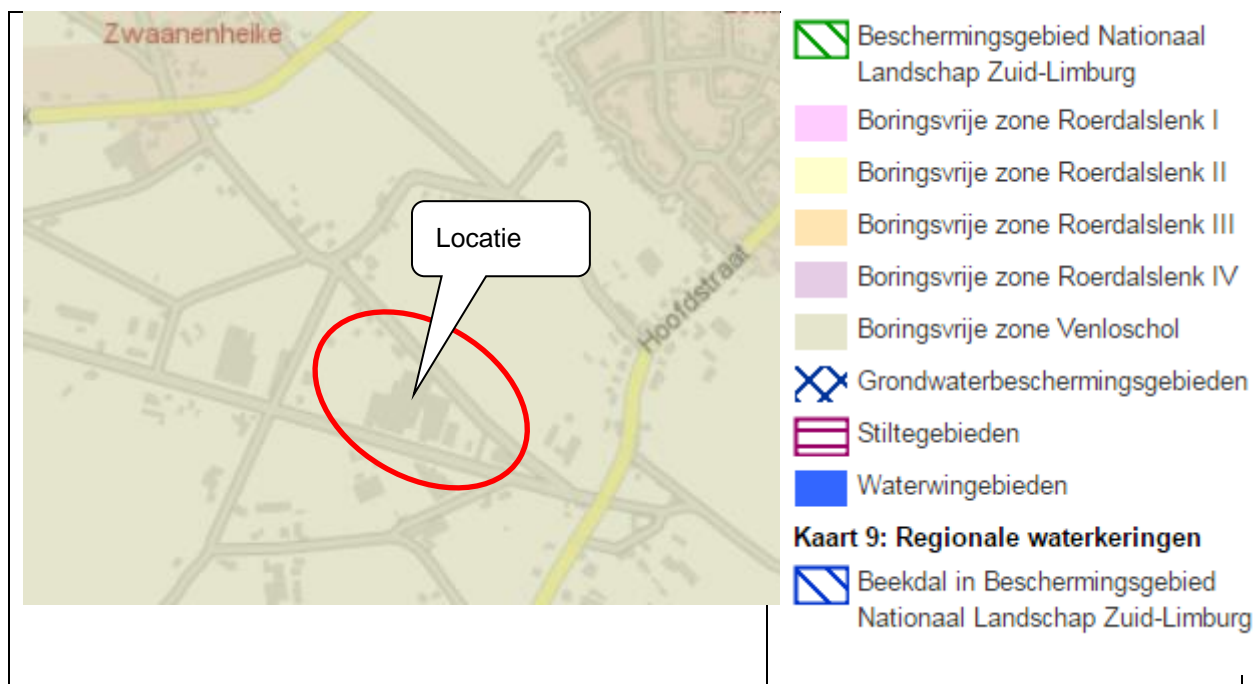 Zwaanenheike
Locatie
Hoofdstraat
Beschermingsgebied Nationaal
Landschap Zuid-Limburg
Boringsvrije zone Roerdalslenk I
Boringsvrije zone Roerdalslenk II
Boringsvrije zone Roerdalslenk III
Boringsvrije zone Roerdalslenk IV
Boringsvrije zone Venloschol
Grondwaterbeschermingsgebieden
Stiltegebieden
Waterwingebieden
Kaart 9: Regionale waterkeringen
Beekdal in Beschermingsgebied
Nationaal Landschap Zuid-Limburg